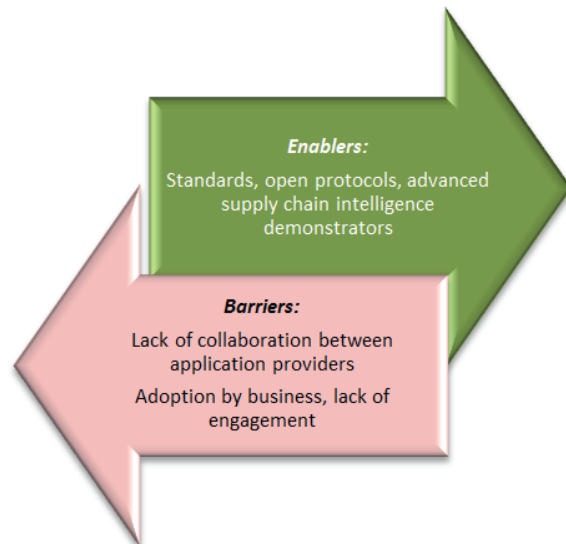 Enablers:
Standards, open protocols, advanced
supply chain intelligence
demonstrators
Barriers:
Lack of collaboration between
application providers
Adoption by business, lack of
engagement